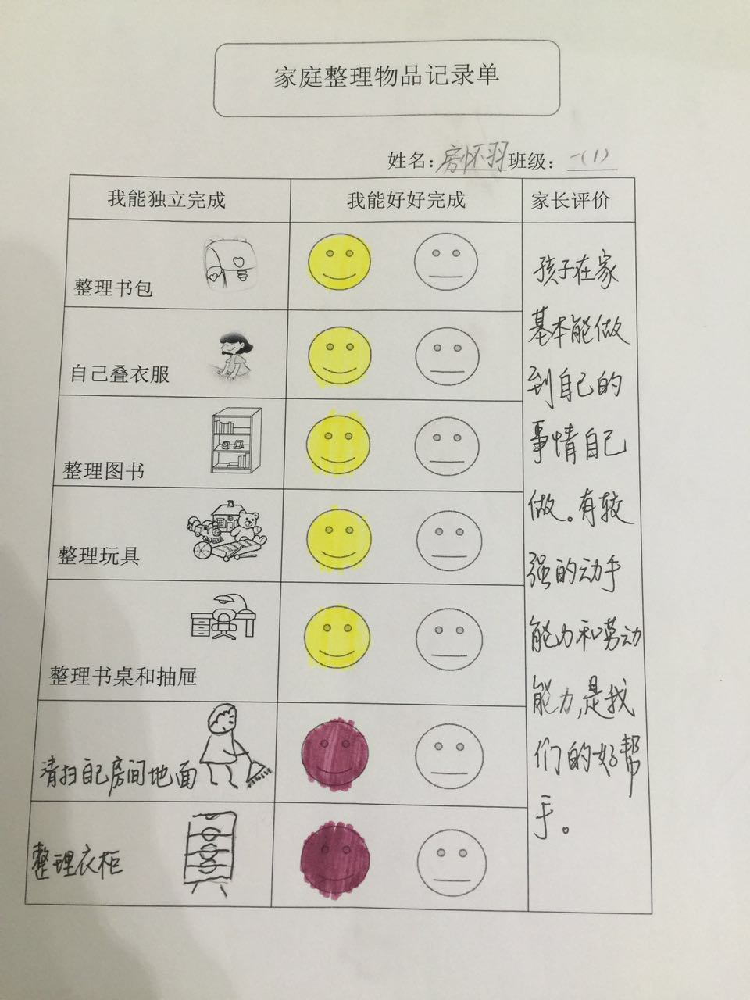 家庭整理物品记录单
姓名：房怀羽班级：一（1）
我能独立完成 我能好好完成 家长评价
整理书包
自己叠衣服
整理图书
整理玩具
整理书桌和抽屉
清扫自己房间地面
整理衣柜
孩子在家
基本能做
到自己的
事情自己
做。有较
强的动手
能力和劳动
能力,是我
们的好帮
手。